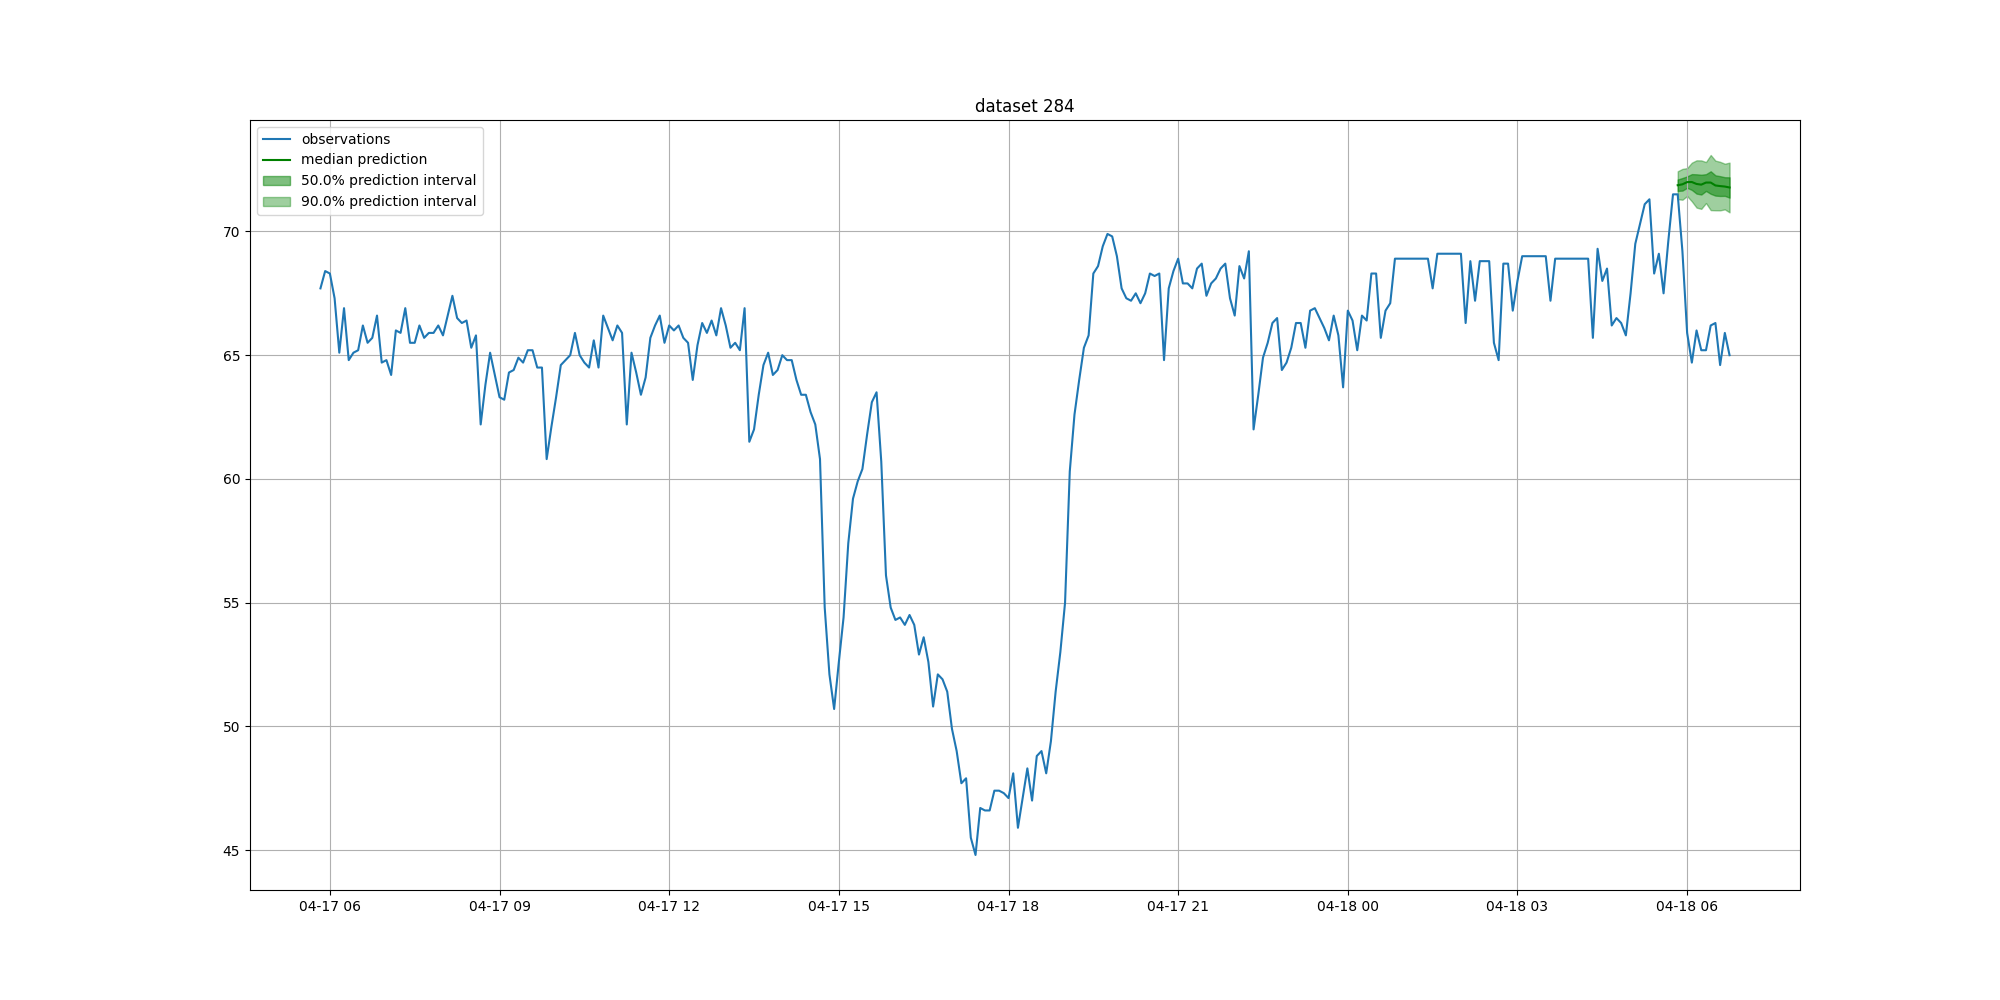 dataset 284
observations
median prediction
50.0% prediction interval
90.0% prediction interval
70
65
60
55
50
45
04-17 06 04-17 09 04-17 12 04-17 15 04-17 18 04-17 21 04-18 00 04-18 03 04-18 06